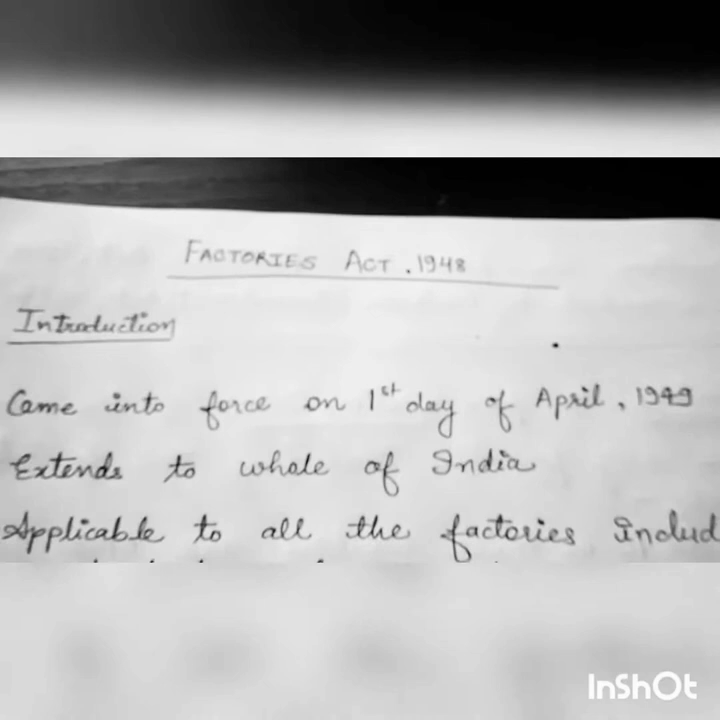 FACTORIES ACT, 1948
Introduction
Came into force on 1st day of April, 1949
Extends to whole of India
Applicable to all the factories includ
InShOt